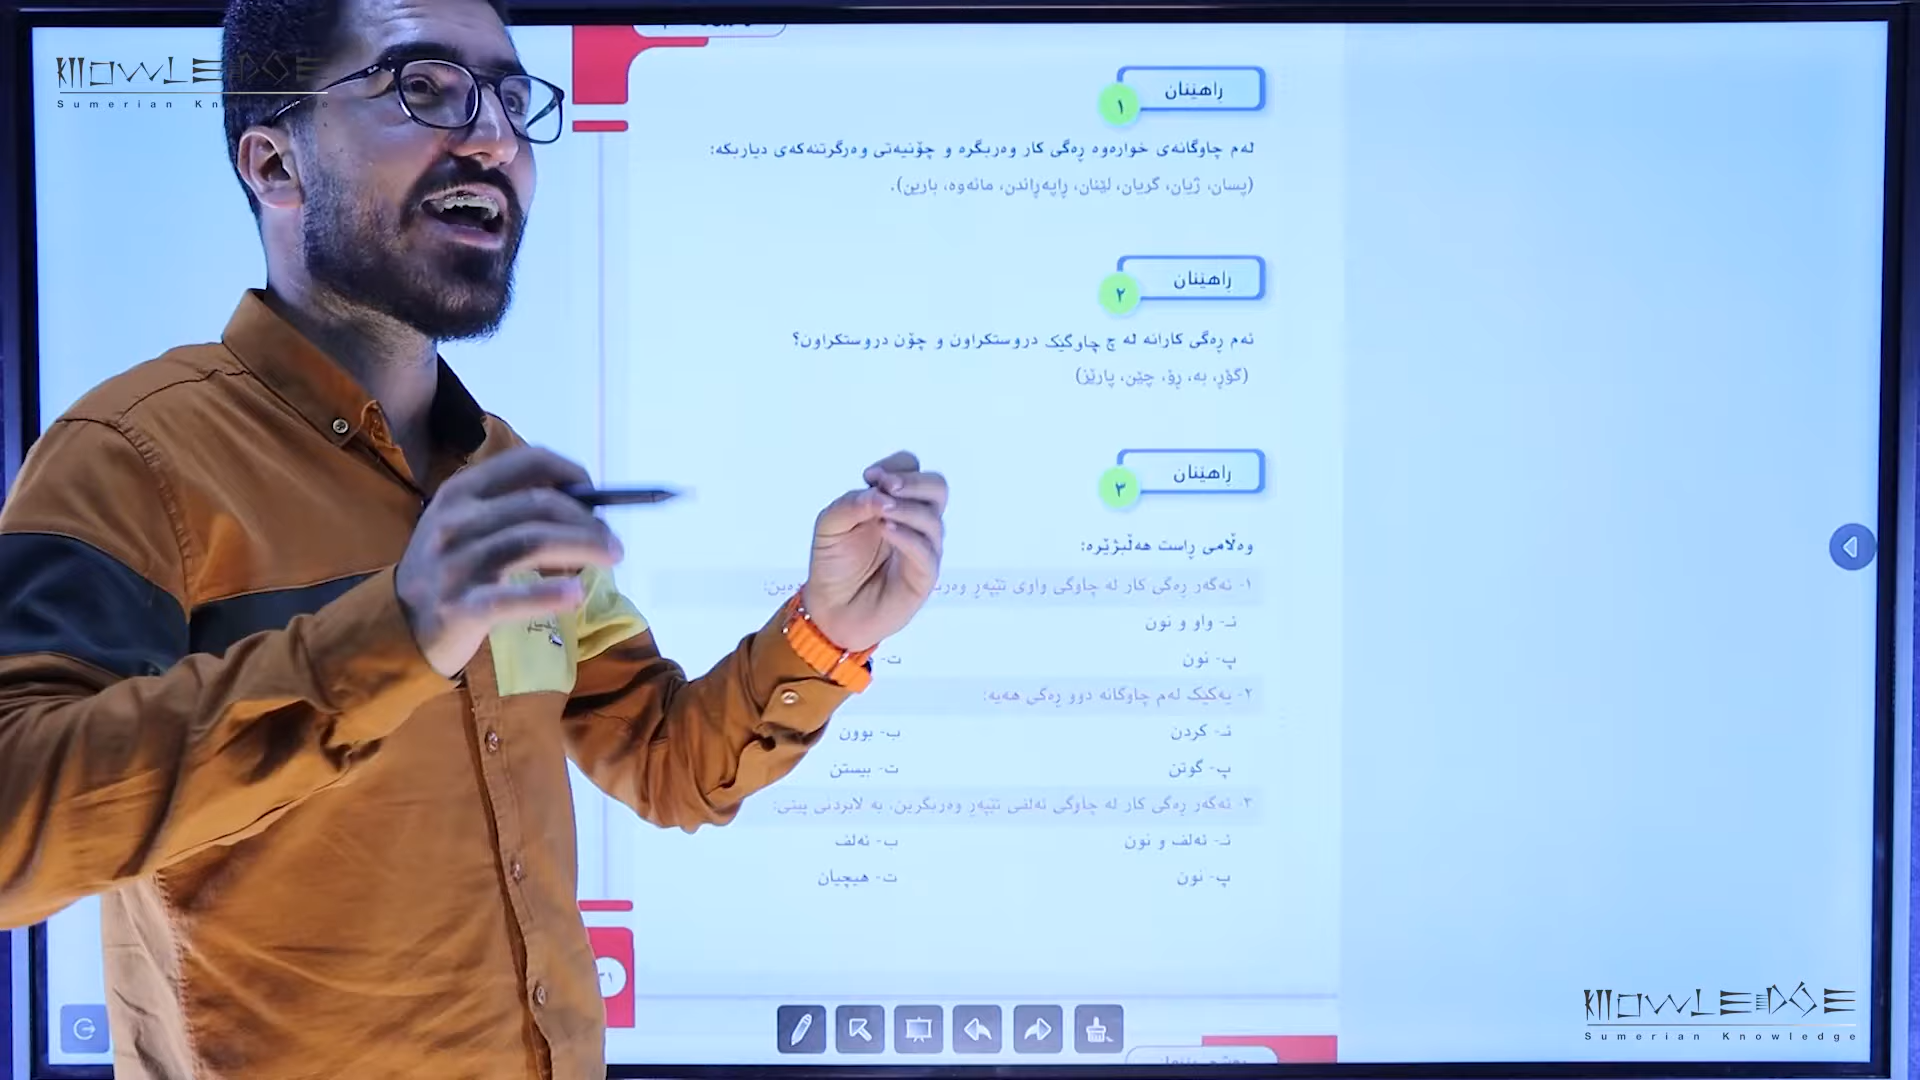 KNOWLEDGE
Sumerian Kn
ڕاهێنان
١
لەم چاوگانەی خوارەوە ڕەگی کار وەربگرە و چۆنیەتی وەرگرتنەکەی دیاربکە:
(پسان، ژیان، گریان، لێنان، ڕاپەڕاندن، مانەوە، بارین).
ڕاهێنان
٢
ئەم ڕەگی کارانە لە چ چاوگێک دروستکراون و چۆن دروستکراون؟
(گۆڕ، بە، ڕۆ، چێن، پارێز)
ڕاهێنان
٣
وەڵامی ڕاست هەڵبژێرە:
١- ئەگەر ڕەگی کار لە چاوگی واوی تێپەڕ
ئـ- واو و نون
پ- نون ت-
٢- یەکێک لەم چاوگانە دوو ڕەگی هەیە:
ئـ- کردن ب- بوون
پ- گوتن ت- بیستن
٣- ئەگەر ڕەگی کار لە چاوگی ئەلفی تێپەڕ وەربگرین، بە لابردنی پیتی:
ئـ- ئەلف و نون ب- ئەلف
پ- نون ت- هیچیان
٣١
KNOWLEDGE
Sumerian Knowledge